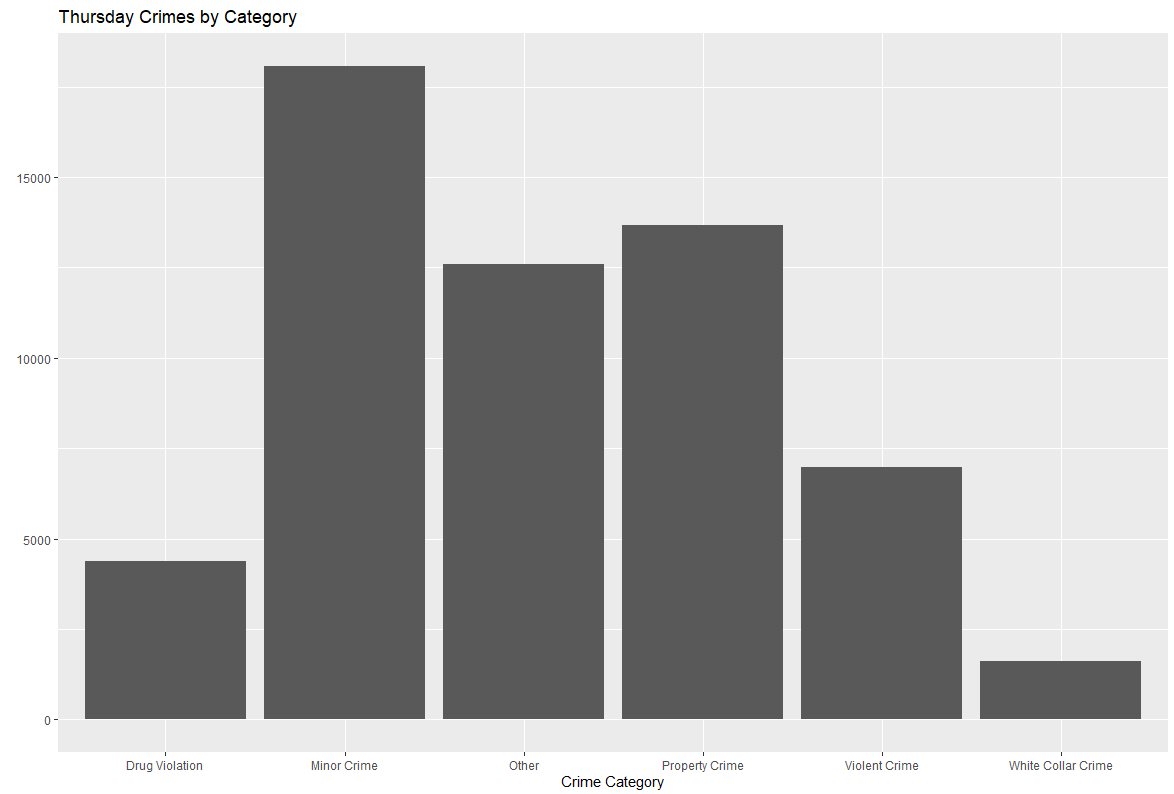 Thursday Crimes by Category
15000
10000
5000
0
Drug Violation Minor Crime Other Property Crime Violent Crime White Collar Crime
Crime Category